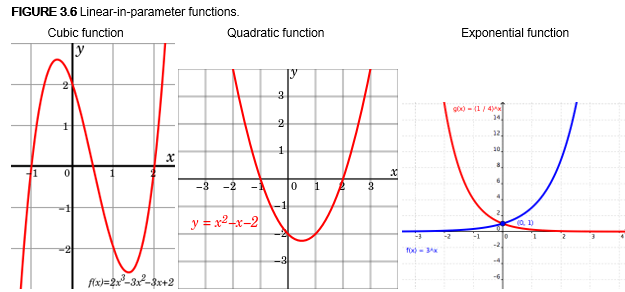 FIGURE 3.6 Linear-in-parameter functions.
Cubic function
Quadratic function
Exponential function
y
2
1
x
-1 0 1 2
-1
-2
f(x)=2x³-3x²-3x+2
y
3
2
1
x
-3 -2 -1 0 1 2 3
-1
-2
-3
y = x²-x-2
g(x) = (1 / 4)^x
14
12
10
8
6
4
2
(0, 1)
-3 -2 -1 0 1 2 3 4
f(x) = 3^x
-2
-4
-6